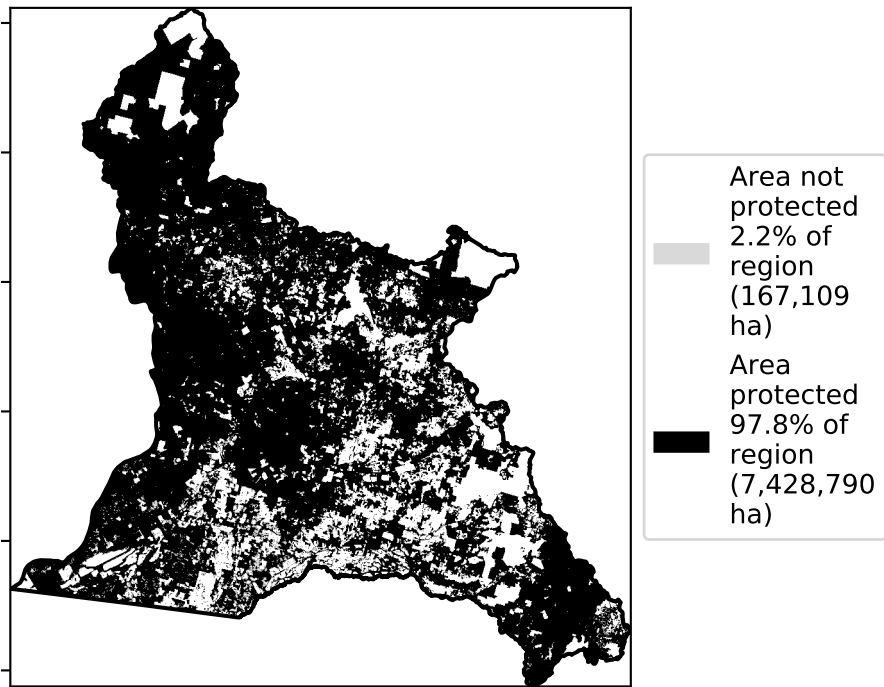 Area not
protected
2.2% of
region
(167,109
ha)
Area
protected
97.8% of
region
(7,428,790
ha)